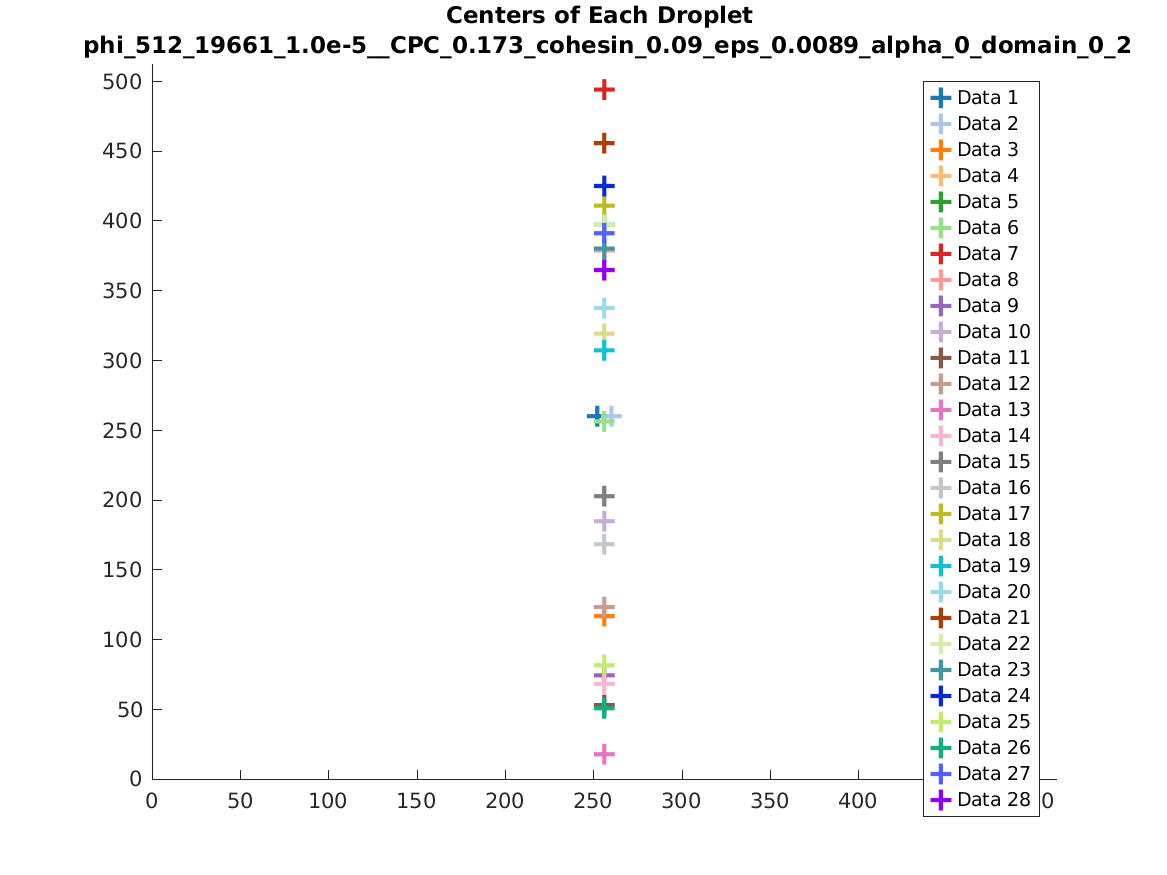 Centers of Each Droplet
phi_512_19661_1.0e-5__CPC_0.173_cohesin_0.09_eps_0.0089_alpha_0_domain_0_2
500
450
400
350
300
250
200
150
100
50
0
0 50 100 150 200 250 300 350 400
Data 1
Data 2
Data 3
Data 4
Data 5
Data 6
Data 7
Data 8
Data 9
Data 10
Data 11
Data 12
Data 13
Data 14
Data 15
Data 16
Data 17
Data 18
Data 19
Data 20
Data 21
Data 22
Data 23
Data 24
Data 25
Data 26
Data 27
Data 28